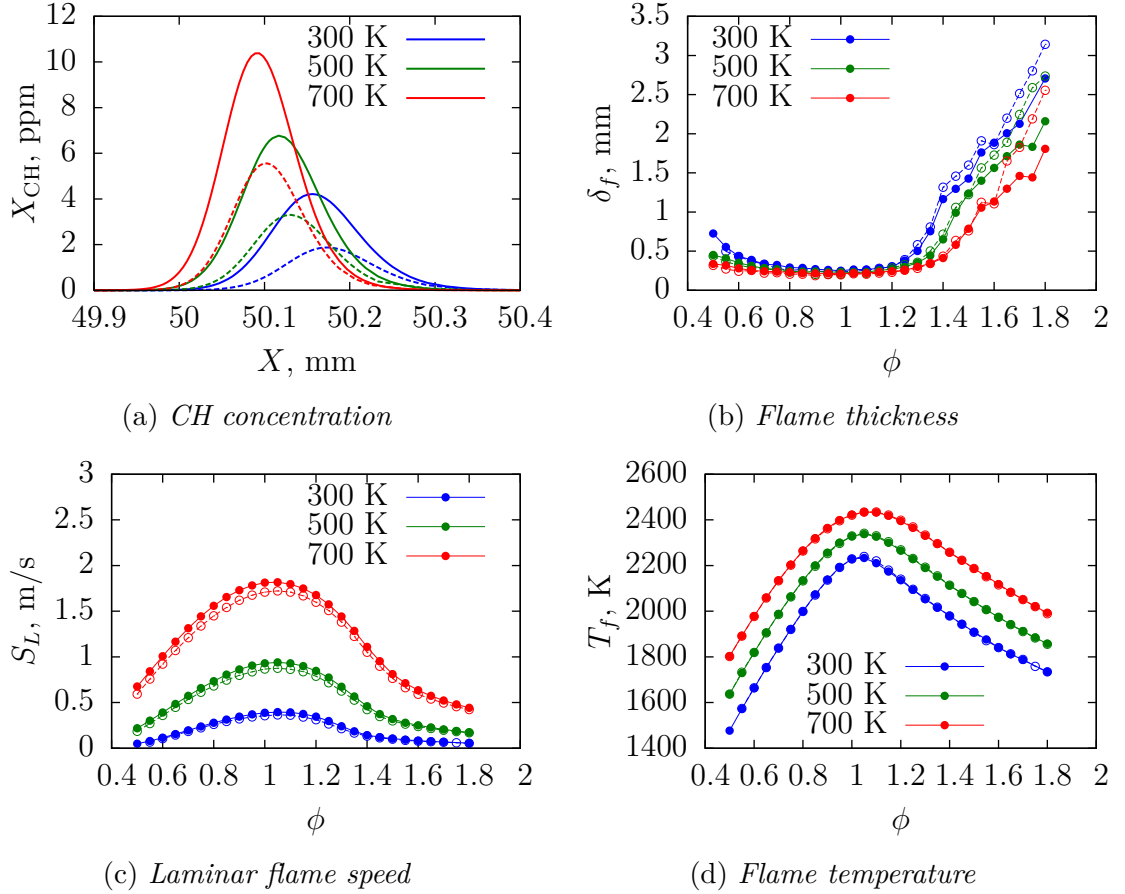 12
10
8
6
4
2
0
X_CH, ppm
300 K
500 K
700 K
49.9 50 50.1 50.2 50.3 50.4
X, mm
(a) CH concentration
3.5
3
2.5
2
1.5
1
0.5
0
δ_f, mm
300 K
500 K
700 K
0.4 0.6 0.8 1 1.2 1.4 1.6 1.8 2
ϕ
(b) Flame thickness
3
2.5
2
1.5
1
0.5
0
S_L, m/s
300 K
500 K
700 K
0.4 0.6 0.8 1 1.2 1.4 1.6 1.8 2
ϕ
(c) Laminar flame speed
2600
2400
2200
2000
1800
1600
1400
T_f, K
300 K
500 K
700 K
0.4 0.6 0.8 1 1.2 1.4 1.6 1.8 2
ϕ
(d) Flame temperature